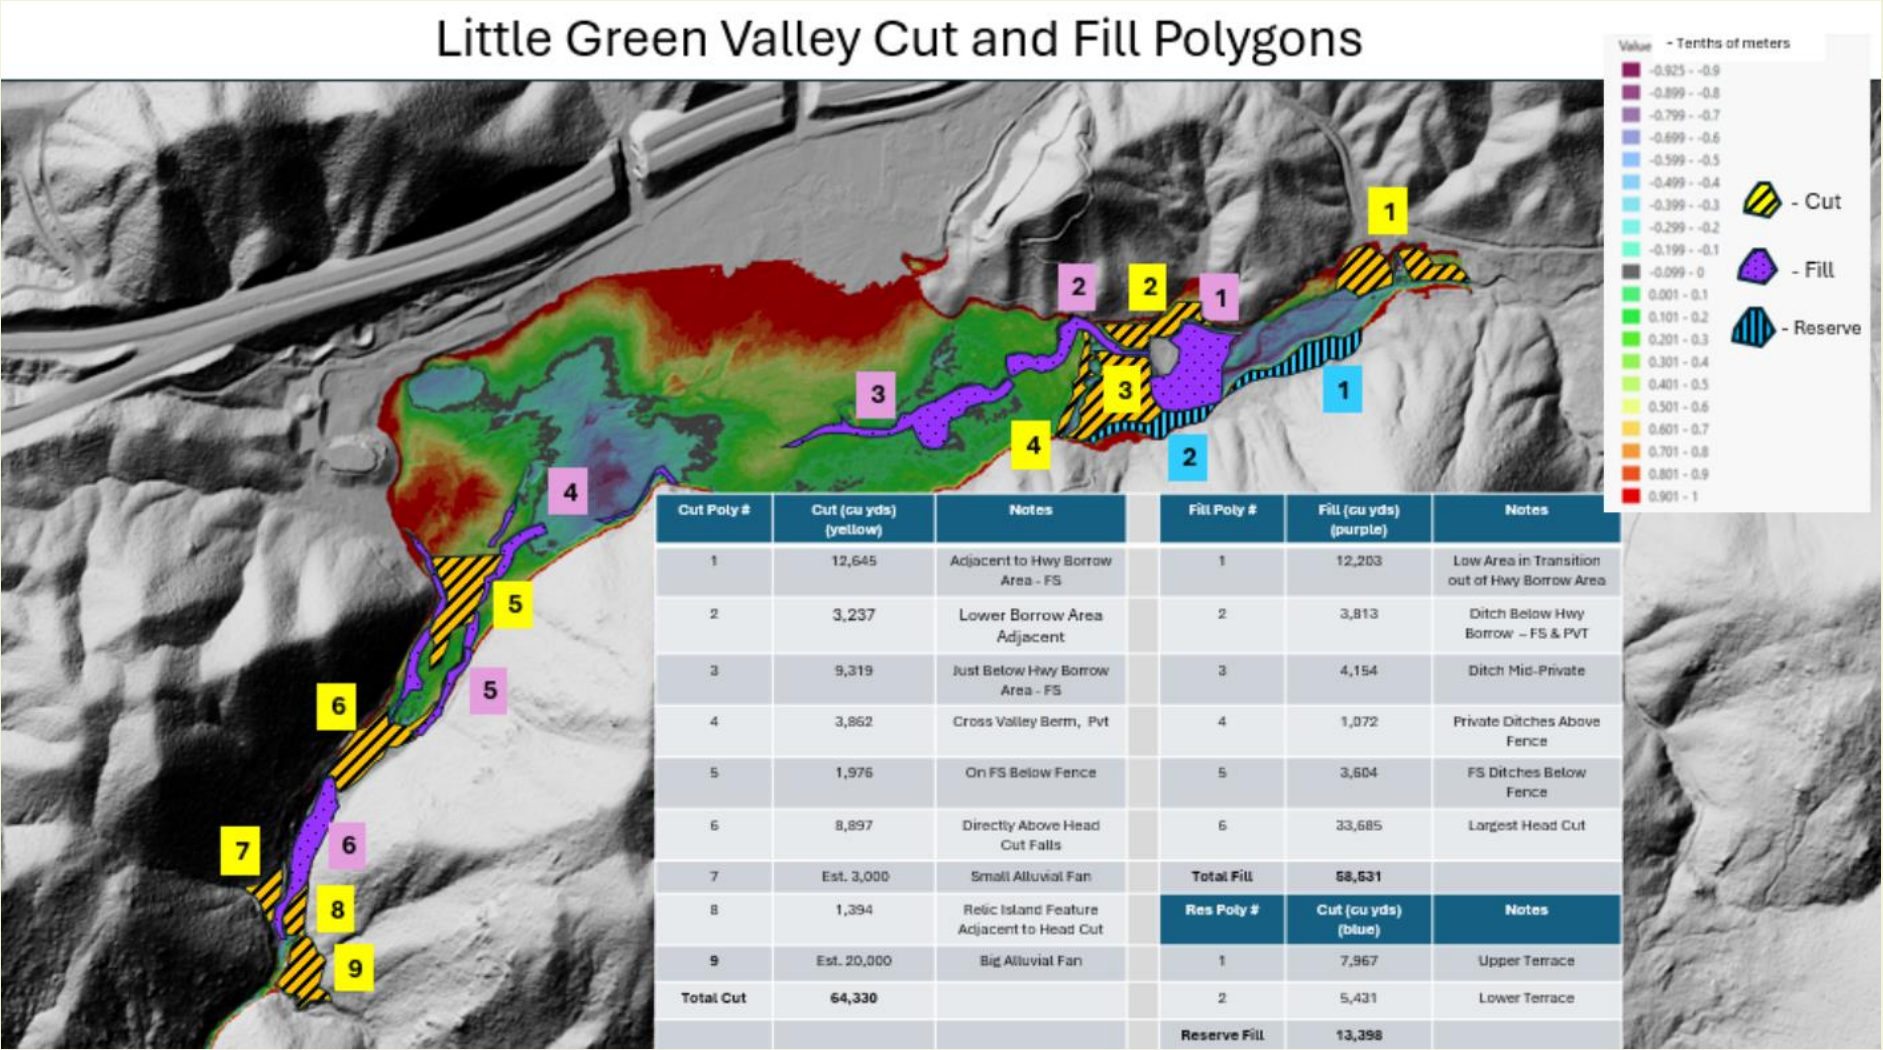 Little Green Valley Cut and Fill Polygons
Value - Tenths of meters
-0.925 - -0.9
-0.899 - -0.8
-0.799 - -0.7
-0.699 - -0.6
-0.599 - -0.5
-0.499 - -0.4
-0.399 - -0.3
-0.299 - -0.2
-0.199 - -0.1
-0.099 - 0
0.001 - 0.1
0.101 - 0.2
0.201 - 0.3
0.301 - 0.4
0.401 - 0.5
0.501 - 0.6
0.601 - 0.7
0.701 - 0.8
0.801 - 0.9
0.901 - 1
- Cut
- Fill
- Reserve
1
2
2
1
3
3
1
4
2
4
5
5
6
7
6
8
9
Cut Poly # Cut (cu yds) Notes
(yellow)
1 12,645 Adjacent to Hwy Borrow
Area - FS
2 3,237 Lower Borrow Area
Adjacent
3 9,319 Just Below Hwy Borrow
Area - FS
4 3,862 Cross Valley Berm, Pvt
5 1,976 On FS Below Fence
6 8,897 Directly Above Head
Cut Falls
7 Est. 3,000 Small Alluvial Fan
8 1,394 Relic Island Feature
Adjacent to Head Cut
9 Est. 20,000 Big Alluvial Fan
Total Cut 64,330
Fill Poly # Fill (cu yds) Notes
(purple)
1 12,203 Low Area in Transition
out of Hwy Borrow Area
2 3,813 Ditch Below Hwy
Borrow – FS & PVT
3 4,154 Ditch Mid-Private
4 1,072 Private Ditches Above
Fence
5 3,604 FS Ditches Below
Fence
6 33,685 Largest Head Cut
Total Fill 58,531
Res Poly # Cut (cu yds) Notes
(blue)
1 7,967 Upper Terrace
2 5,431 Lower Terrace
Reserve Fill 13,398